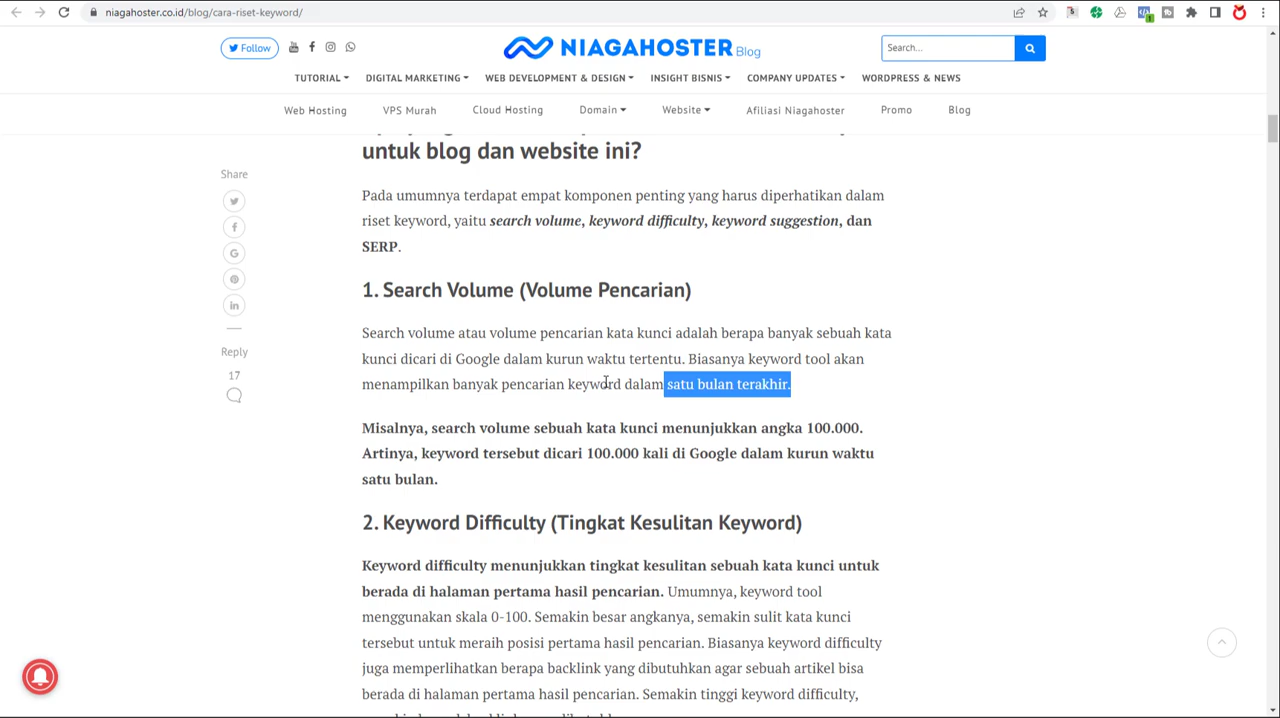 niagahoster.co.id/blog/cara-riset-keyword/
Follow
NIAGAHOSTER Blog
Search...
TUTORIAL
DIGITAL MARKETING
WEB DEVELOPMENT & DESIGN
INSIGHT BISNIS
COMPANY UPDATES
WORDPRESS & NEWS
Web Hosting
VPS Murah
Cloud Hosting
Domain
Website
Afiliasi Niagahoster
Promo
Blog
untuk blog dan website ini?
Share
Reply
17
Pada umumnya terdapat empat komponen penting yang harus diperhatikan dalam
riset keyword, yaitu search volume, keyword difficulty, keyword suggestion, dan
SERP.
1. Search Volume (Volume Pencarian)
Search volume atau volume pencarian kata kunci adalah berapa banyak sebuah kata
kunci dicari di Google dalam kurun waktu tertentu. Biasanya keyword tool akan
menampilkan banyak pencarian keyword dalam satu bulan terakhir.
Misalnya, search volume sebuah kata kunci menunjukkan angka 100.000.
Artinya, keyword tersebut dicari 100.000 kali di Google dalam kurun waktu
satu bulan.
2. Keyword Difficulty (Tingkat Kesulitan Keyword)
Keyword difficulty menunjukkan tingkat kesulitan sebuah kata kunci untuk
berada di halaman pertama hasil pencarian. Umumnya, keyword tool
menggunakan skala 0-100. Semakin besar angkanya, semakin sulit kata kunci
tersebut untuk meraih posisi pertama hasil pencarian. Biasanya keyword difficulty
juga memperlihatkan berapa backlink yang dibutuhkan agar sebuah artikel bisa
berada di halaman pertama hasil pencarian. Semakin tinggi keyword difficulty,